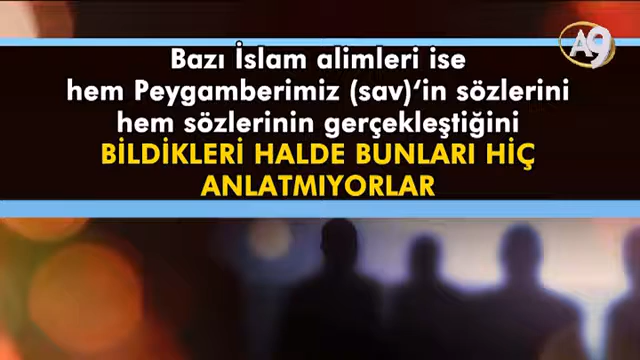 A9
Bazı İslam alimleri ise
hem Peygamberimiz (sav)‘in sözlerini
hem sözlerinin gerçekleştiğini
BİLDİKLERİ HALDE BUNLARI HİÇ
ANLATMIYORLAR